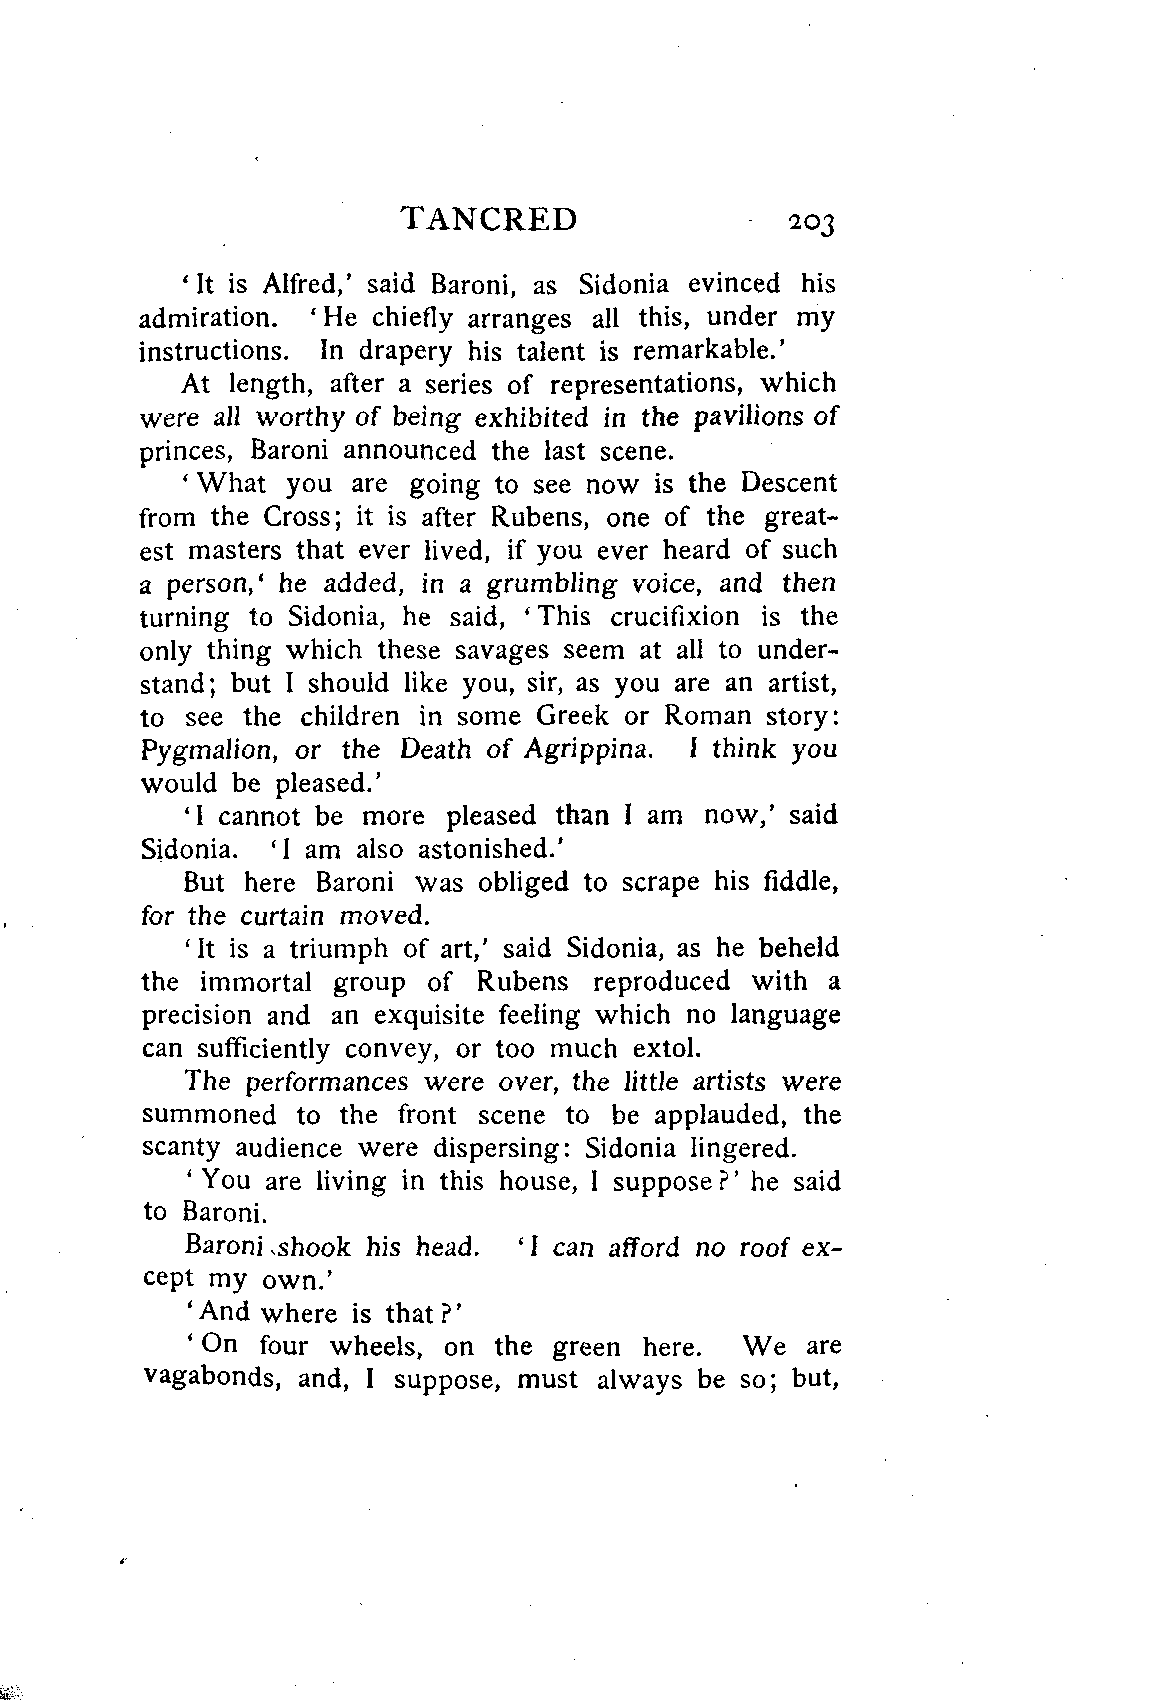 TANCRED 203
‘It is Alfred,’ said Baroni, as Sidonia evinced his
admiration. ‘He chiefly arranges all this, under my
instructions. In drapery his talent is remarkable.’
At length, after a series of representations, which
were all worthy of being exhibited in the pavilions of
princes, Baroni announced the last scene.
‘What you are going to see now is the Descent
from the Cross; it is after Rubens, one of the great-
est masters that ever lived, if you ever heard of such
a person,‘ he added, in a grumbling voice, and then
turning to Sidonia, he said, ‘This crucifixion is the
only thing which these savages seem at all to under-
stand; but I should like you, sir, as you are an artist,
to see the children in some Greek or Roman story:
Pygmalion, or the Death of Agrippina. I think you
would be pleased.’
‘I cannot be more pleased than I am now,’ said
Sidonia. ‘I am also astonished.’
But here Baroni was obliged to scrape his fiddle,
for the curtain moved.
‘It is a triumph of art,’ said Sidonia, as he beheld
the immortal group of Rubens reproduced with a
precision and an exquisite feeling which no language
can sufficiently convey, or too much extol.
The performances were over, the little artists were
summoned to the front scene to be applauded, the
scanty audience were dispersing: Sidonia lingered.
‘You are living in this house, I suppose?’ he said
to Baroni.
Baroni shook his head. ‘I can afford no roof ex-
cept my own.’
‘And where is that?’
‘On four wheels, on the green here. We are
vagabonds, and, I suppose, must always be so; but,